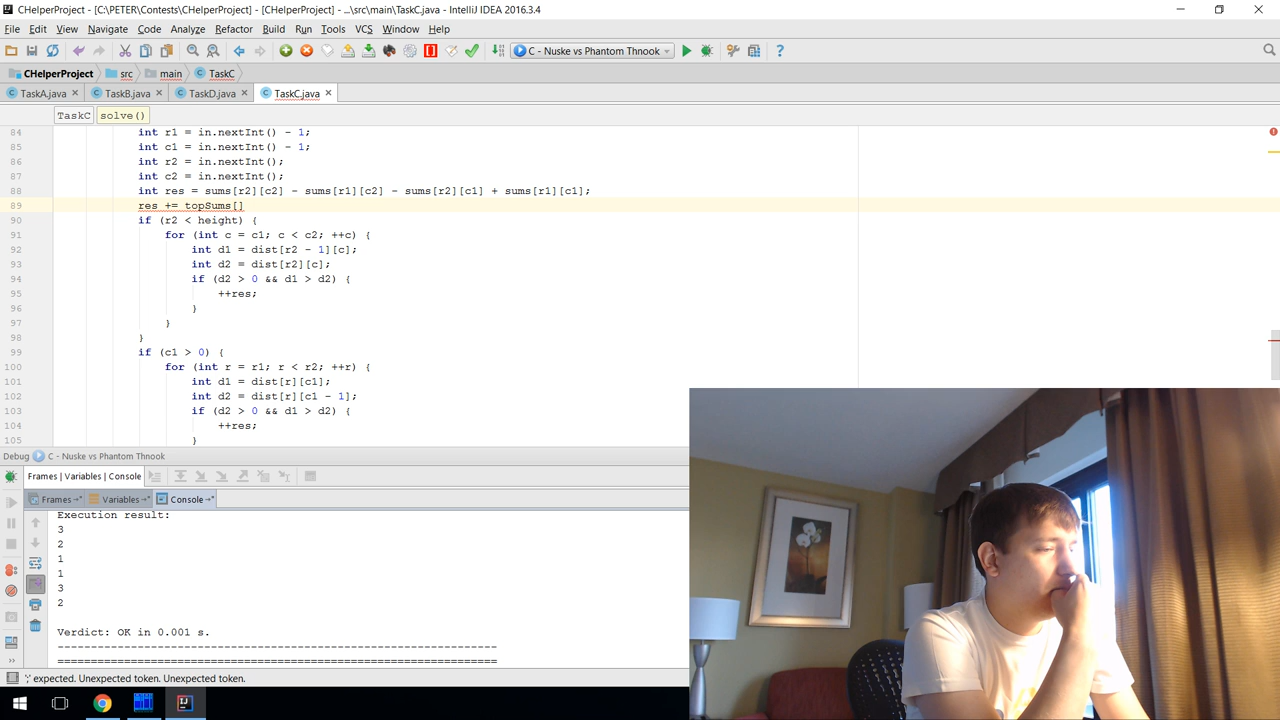 CHelperProject - [C:\PETER\Contests\CHelperProject] - [CHelperProject] - ...\src\main\TaskC.java - IntelliJ IDEA 2016.3.4
File Edit View Navigate Code Analyze Refactor Build Run Tools VCS Window Help
C - Nuske vs Phantom Thnook
CHelperProject src main TaskC
TaskA.java TaskB.java TaskD.java TaskC.java
TaskC solve()
84 int r1 = in.nextInt() - 1;
85 int c1 = in.nextInt() - 1;
86 int r2 = in.nextInt();
87 int c2 = in.nextInt();
88 int res = sums[r2][c2] - sums[r1][c2] - sums[r2][c1] + sums[r1][c1];
89 res += topSums[]
90 if (r2 < height) {
91 for (int c = c1; c < c2; ++c) {
92 int d1 = dist[r2 - 1][c];
93 int d2 = dist[r2][c];
94 if (d2 > 0 && d1 > d2) {
95 ++res;
96 }
97 }
98 }
99 if (c1 > 0) {
100 for (int r = r1; r < r2; ++r) {
101 int d1 = dist[r][c1];
102 int d2 = dist[r][c1 - 1];
103 if (d2 > 0 && d1 > d2) {
104 ++res;
105 }
Debug C - Nuske vs Phantom Thnook
Frames | Variables | Console
Frames Variables Console
Execution result:
3
2
1
1
3
2
Verdict: OK in 0.001 s.
------------------------------------------------------------------
==================================================================
';' expected. Unexpected token. Unexpected token.